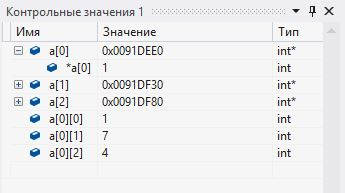 Контрольные значения 1
Имя Значение Тип
a[0] 0x0091DEE0 int*
*a[0] 1 int
a[1] 0x0091DF30 int*
a[2] 0x0091DF80 int*
a[0][0] 1 int
a[0][1] 7 int
a[0][2] 4 int